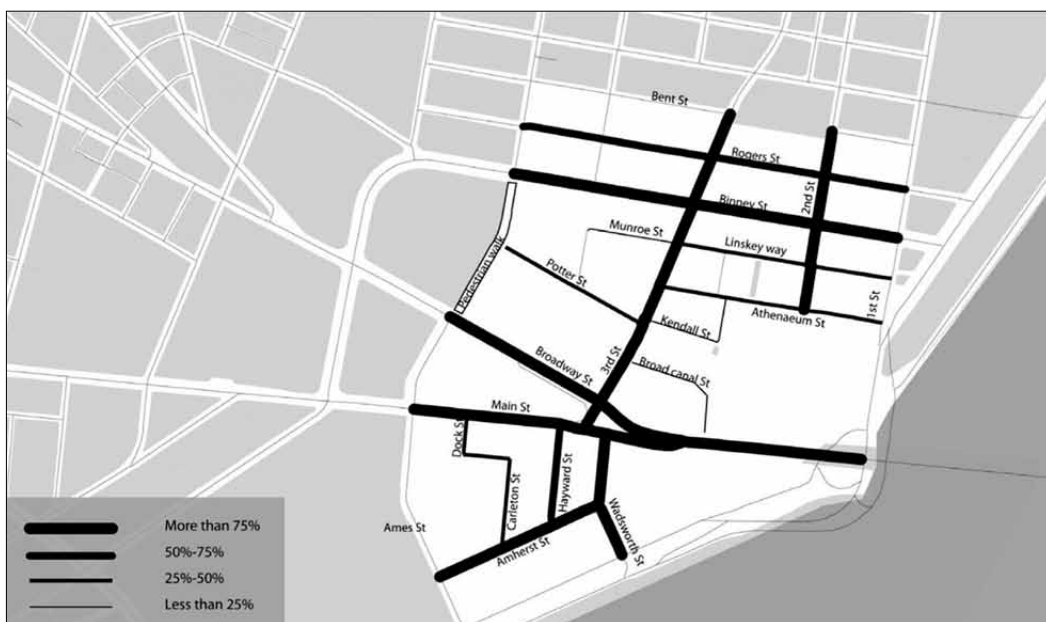 Bent St
Rogers St
2nd St
Binney St
Munroe St
Linskey way
Pedestrian walk
Potter St
1st St
Athenaeum St
Kendall St
3rd St
Broadway St
Broad canal St
Main St
Dock St
Hayward St
Carleton St
Wadsworth St
Ames St
Amherst St
More than 75%
50%-75%
25%-50%
Less than 25%